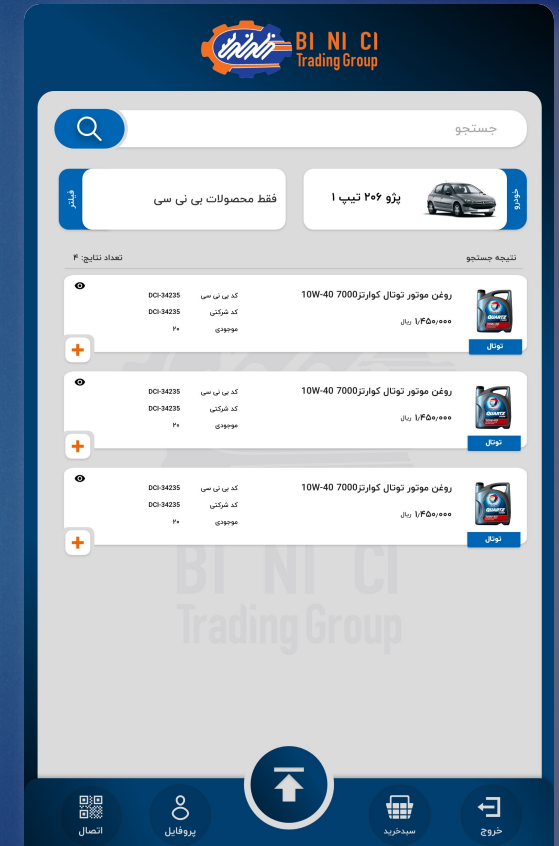 BI NI CI
Trading Group
جستجو
خودرو
پژو ۲۰۶ تیپ ۱
فقط محصولات بی نی سی
فیلتر
نتیجه جستجو
تعداد نتایج: ۴
روغن موتور توتال کوارتز7000 10W-40
۱٫۴۵۰٫۰۰۰ ریال
توتال
کد بی نی سی DCI-34235
کد شرکتی DCI-34235
موجودی ۲۰
روغن موتور توتال کوارتز7000 10W-40
۱٫۴۵۰٫۰۰۰ ریال
توتال
کد بی نی سی DCI-34235
کد شرکتی DCI-34235
موجودی ۲۰
روغن موتور توتال کوارتز7000 10W-40
۱٫۴۵۰٫۰۰۰ ریال
توتال
کد بی نی سی DCI-34235
کد شرکتی DCI-34235
موجودی ۲۰
BI NI CI
Trading Group
خروج
سبدخرید
پروفایل
اتصال